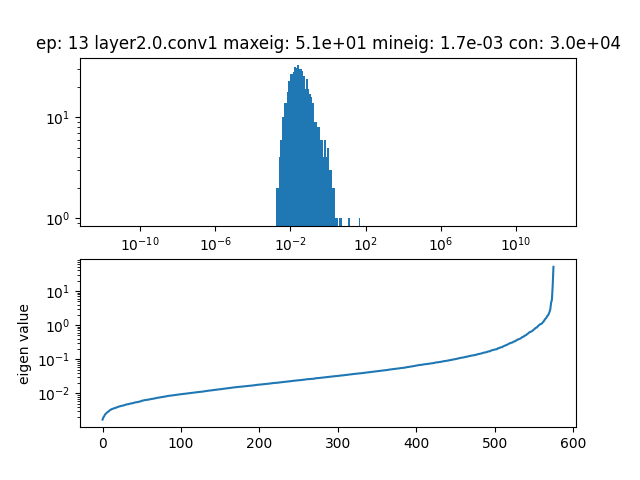 ep: 13 layer2.0.conv1 maxeig: 5.1e+01 mineig: 1.7e-03 con: 3.0e+04
10¹
10⁰
10⁻¹⁰ 10⁻⁶ 10⁻² 10² 10⁶ 10¹⁰
eigen value
10¹
10⁰
10⁻¹
10⁻²
0 100 200 300 400 500 600